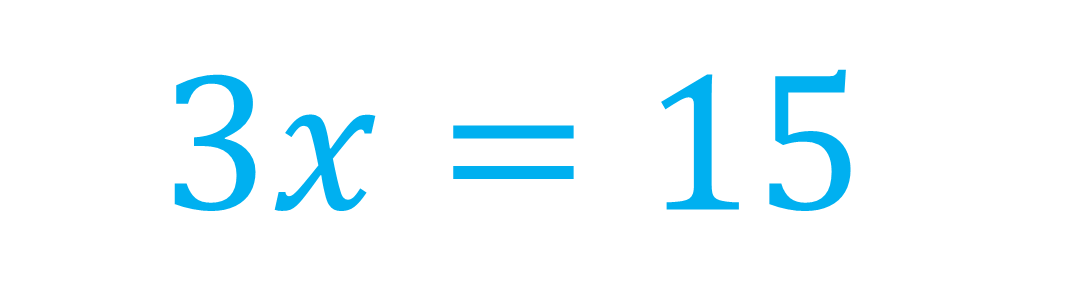 3x = 15